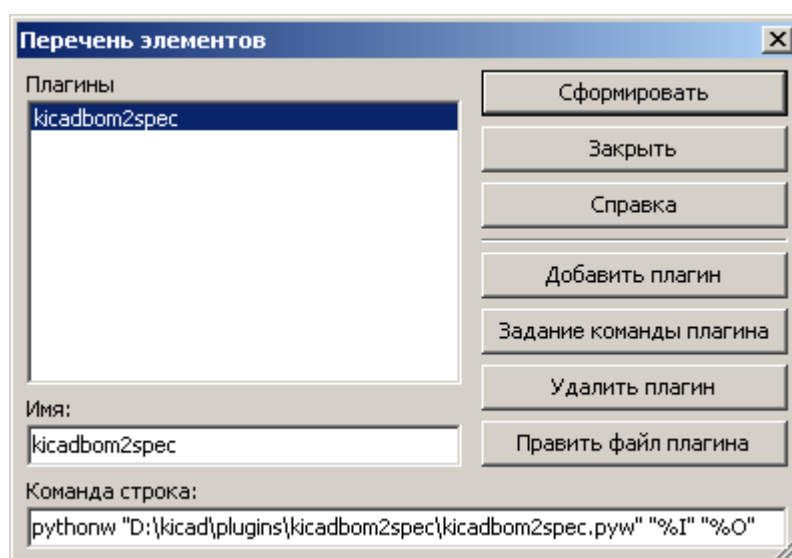 Перечень элементов
Плагины
kicadbom2spec
Сформировать
Закрыть
Справка
Добавить плагин
Задание команды плагина
Удалить плагин
Править файл плагина
Имя:
kicadbom2spec
Команда строка:
pythonw "D:\kicad\plugins\kicadbom2spec\kicadbom2spec.pyw" "%I" "%O"